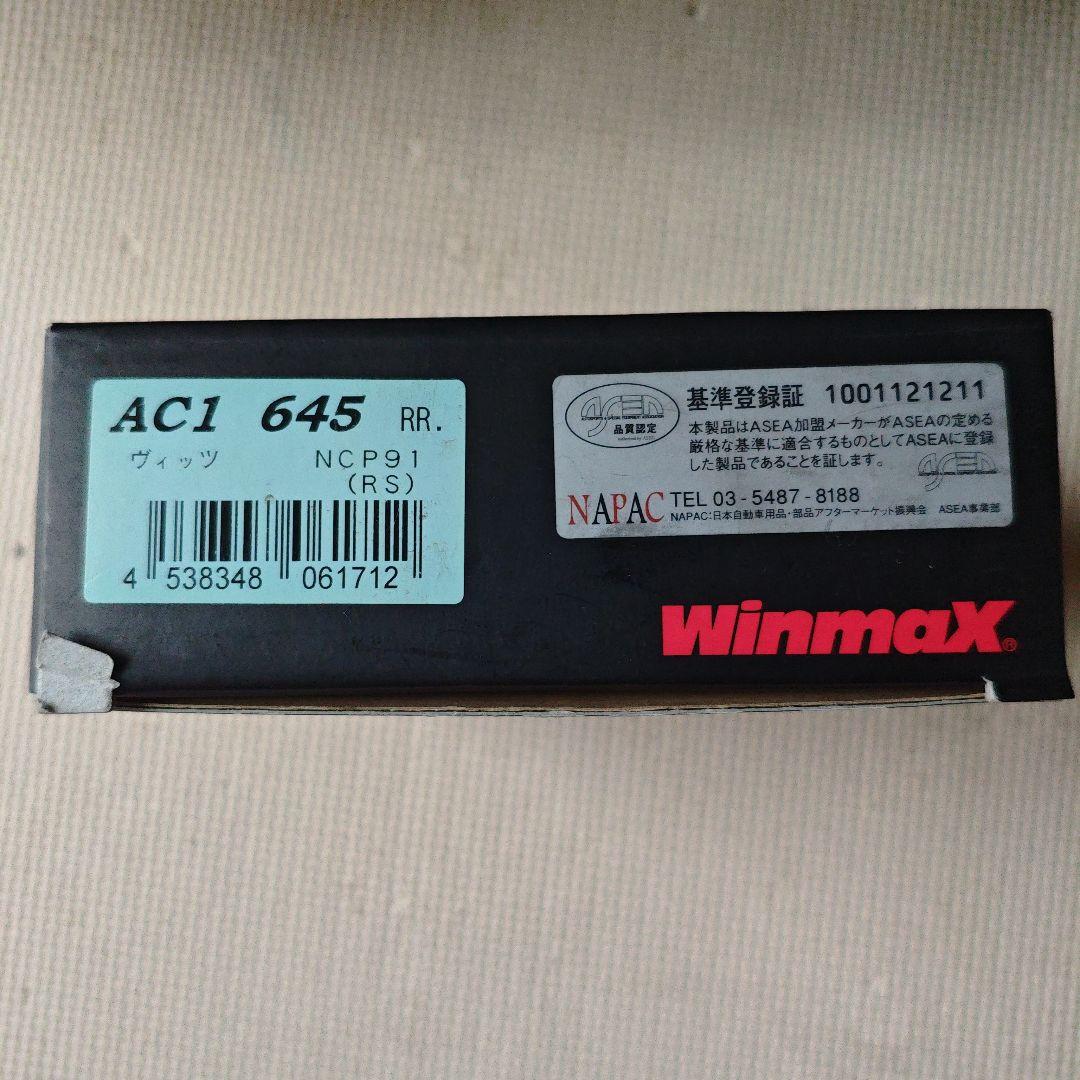 AC1 645 RR.
ヴィッツ NCP91
(RS)
4 538348 061712
ASEA
品質認定
基準登録証 1001121211
本製品はASEA加盟メーカーがASEAの定める
厳格な基準に適合するものとしてASEAに登録
した製品であることを証します。
ASEA
NAPAC TEL 03-5487-8188
NAPAC:日本自動車用品・部品アフターマーケット振興会 ASEA事業部
WinmaX®